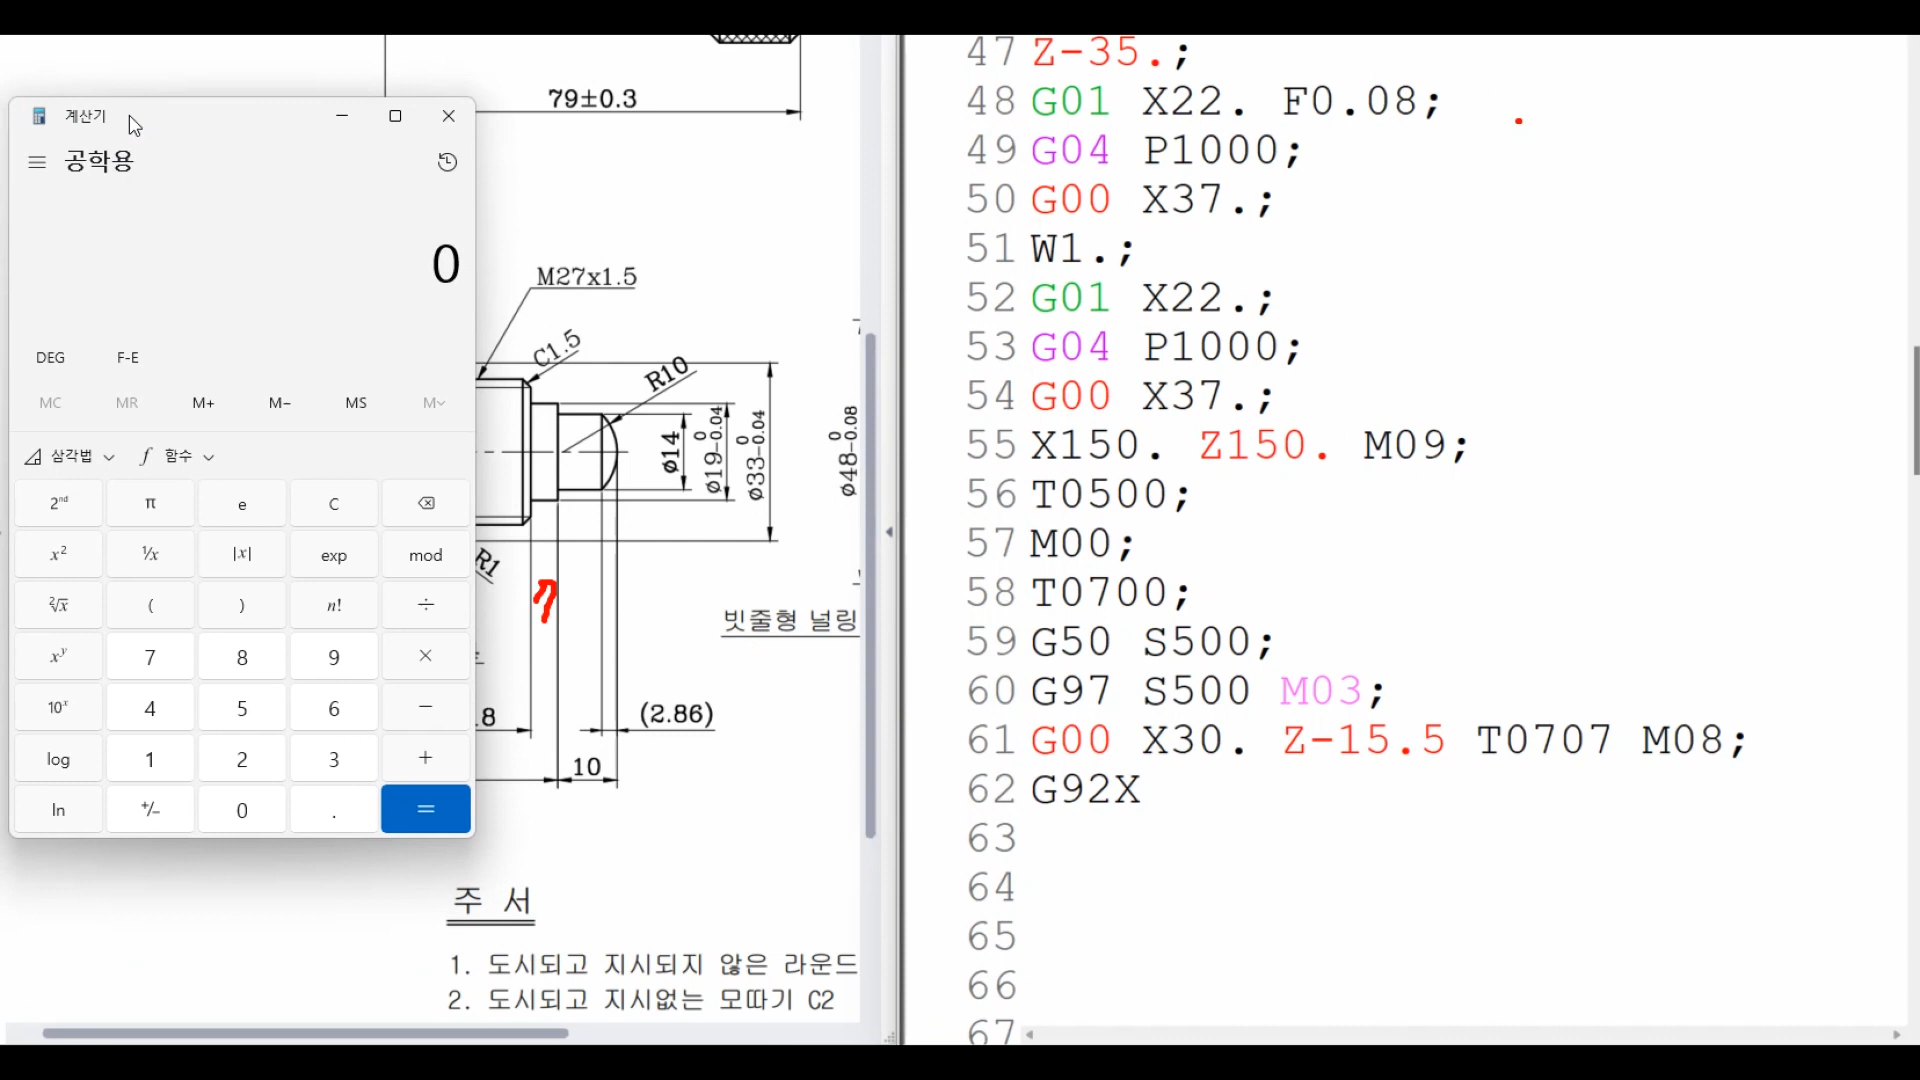 계산기
공학용
0
DEG F-E
MC MR M+ M− MS M˅
삼각법 f 함수
2ⁿᵈ π e C
x² ¹/x |x| exp mod
²√x ( ) n! ÷
xʸ 7 8 9 ×
10ˣ 4 5 6 −
log 1 2 3 +
ln +/− 0 . =
79±0.3
M27x1.5
C1.5
R10
ø14
ø19 0 -0.04
ø33 0 -0.04
ø48 0 -0.08
R1
빗줄형 널링
8
(2.86)
10
주 서
1. 도시되고 지시되지 않은 라운드
2. 도시되고 지시없는 모따기 C2
47 Z-35.;
48 G01 X22. F0.08;
49 G04 P1000;
50 G00 X37.;
51 W1.;
52 G01 X22.;
53 G04 P1000;
54 G00 X37.;
55 X150. Z150. M09;
56 T0500;
57 M00;
58 T0700;
59 G50 S500;
60 G97 S500 M03;
61 G00 X30. Z-15.5 T0707 M08;
62 G92X
63
64
65
66
67